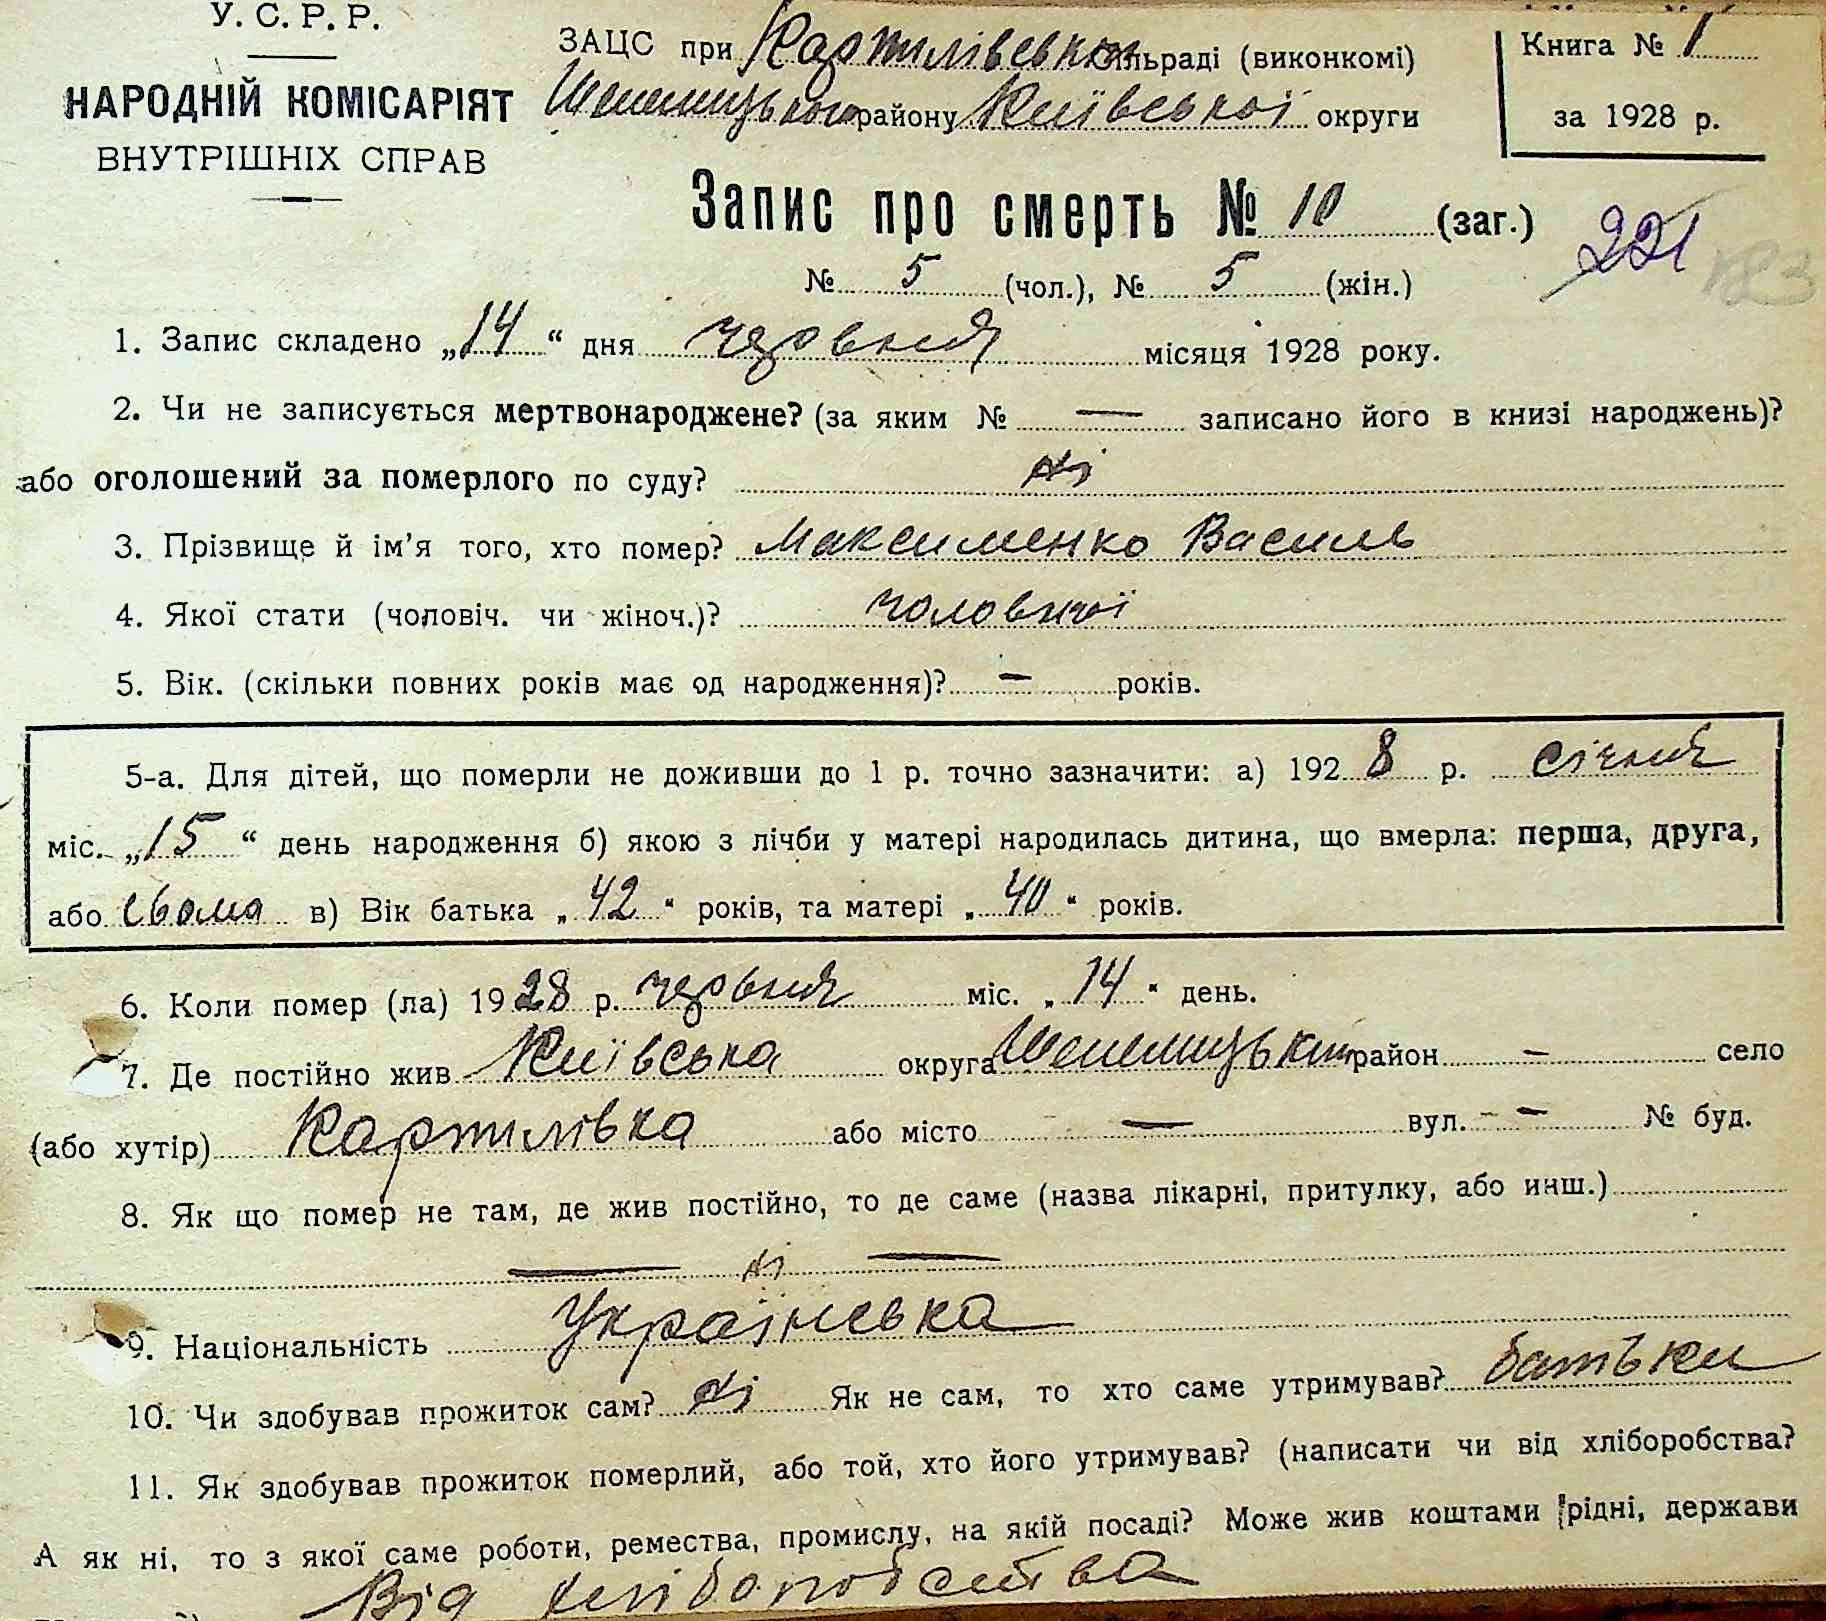 У. С. Р. Р.
НАРОДНІЙ КОМІСАРІЯТ
ВНУТРІШНІХ СПРАВ
ЗАЦС при Картилівській сільраді (виконкомі)
Шепелицького району Київської округи
Книга № 1
за 1928 р.
Запис про смерть № 10 (заг.)
221
183
№ 5 (чол.), № 5 (жін.)
1. Запис складено „14“ дня червня місяця 1928 року.
2. Чи не записується мертвонароджене? (за яким № — записано його в книзі народжень)?
або оголошений за померлого по суду? ні
3. Прізвище й ім'я того, хто помер? Максименко Василь
4. Якої стати (чоловіч. чи жіноч.)? чоловічої
5. Вік. (скільки повних років має од народження)? — років.
5-а. Для дітей, що померли не доживши до 1 р. точно зазначити: а) 1928 р. січня
міс. „15“ день народження б) якою з лічби у матері народилась дитина, що вмерла: перша, друга,
або сьома в) Вік батька „42“ років, та матері „40“ років.
6. Коли помер (ла) 1928 р. червня міс. „14“ день.
7. Де постійно жив Київська округа Шепелицький район — село
(або хутір) Картилівка або місто — вул. - — № буд.
8. Як що помер не там, де жив постійно, то де саме (назва лікарні, притулку, або инш.)
— ні —
9. Національність Українська
10. Чи здобував прожиток сам? ні Як не сам, то хто саме утримував? батьки
11. Як здобував прожиток померлий, або той, хто його утримував? (написати чи від хліборобства?
А як ні, то з якої саме роботи, ремества, промислу, на якій посаді? Може жив коштами рідні, держави
Від хліборобства